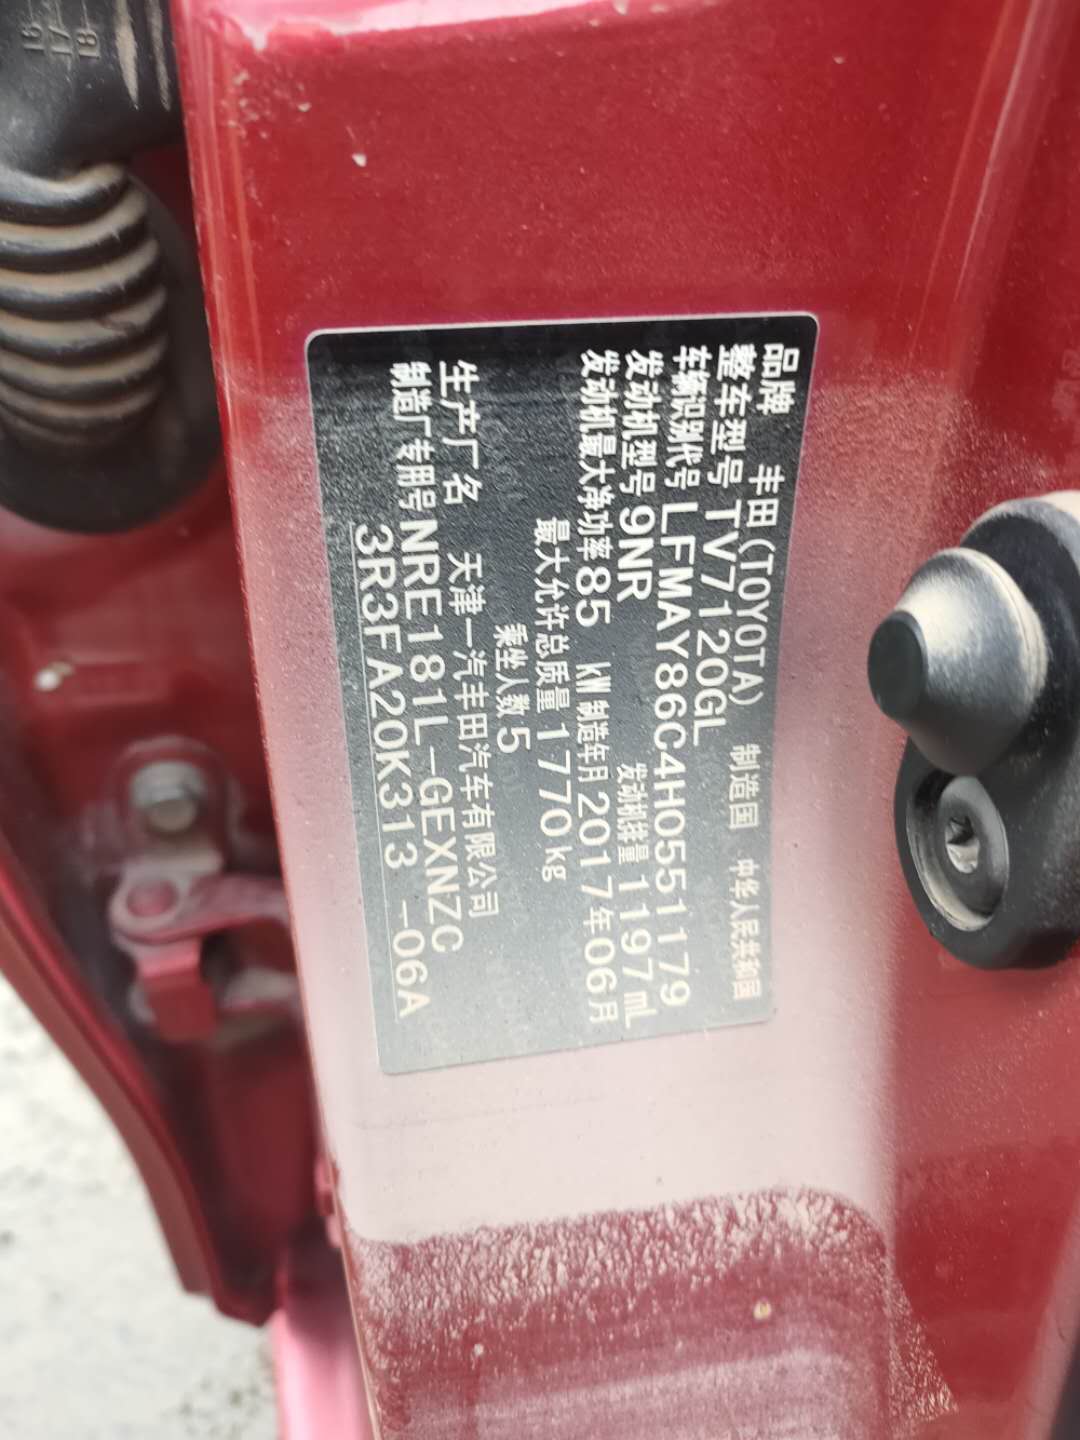 品牌 丰田(TOYOTA) 制造国 中华人民共和国
整车型号 TV7120GL
车辆识别代号 LFMAY86C4H0551179
发动机型号 9NR 发动机排量 1197 mL
发动机最大净功率 85 kW 制造年月 2017年06月
最大允许总质量 1770 kg
乘坐人数 5
生产厂名 天津一汽丰田汽车有限公司
制造厂专用号 NRE181L-GEXNZC
3R3FA20K313 -06A
16
17
18